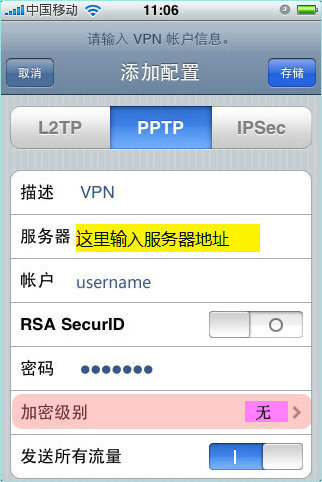 中国移动 11:06
请输入 VPN 帐户信息。
取消 添加配置 存储
L2TP PPTP IPSec
描述 VPN
服务器 这里输入服务器地址
帐户 username
RSA SecurID
密码 •••••••
加密级别 无
发送所有流量